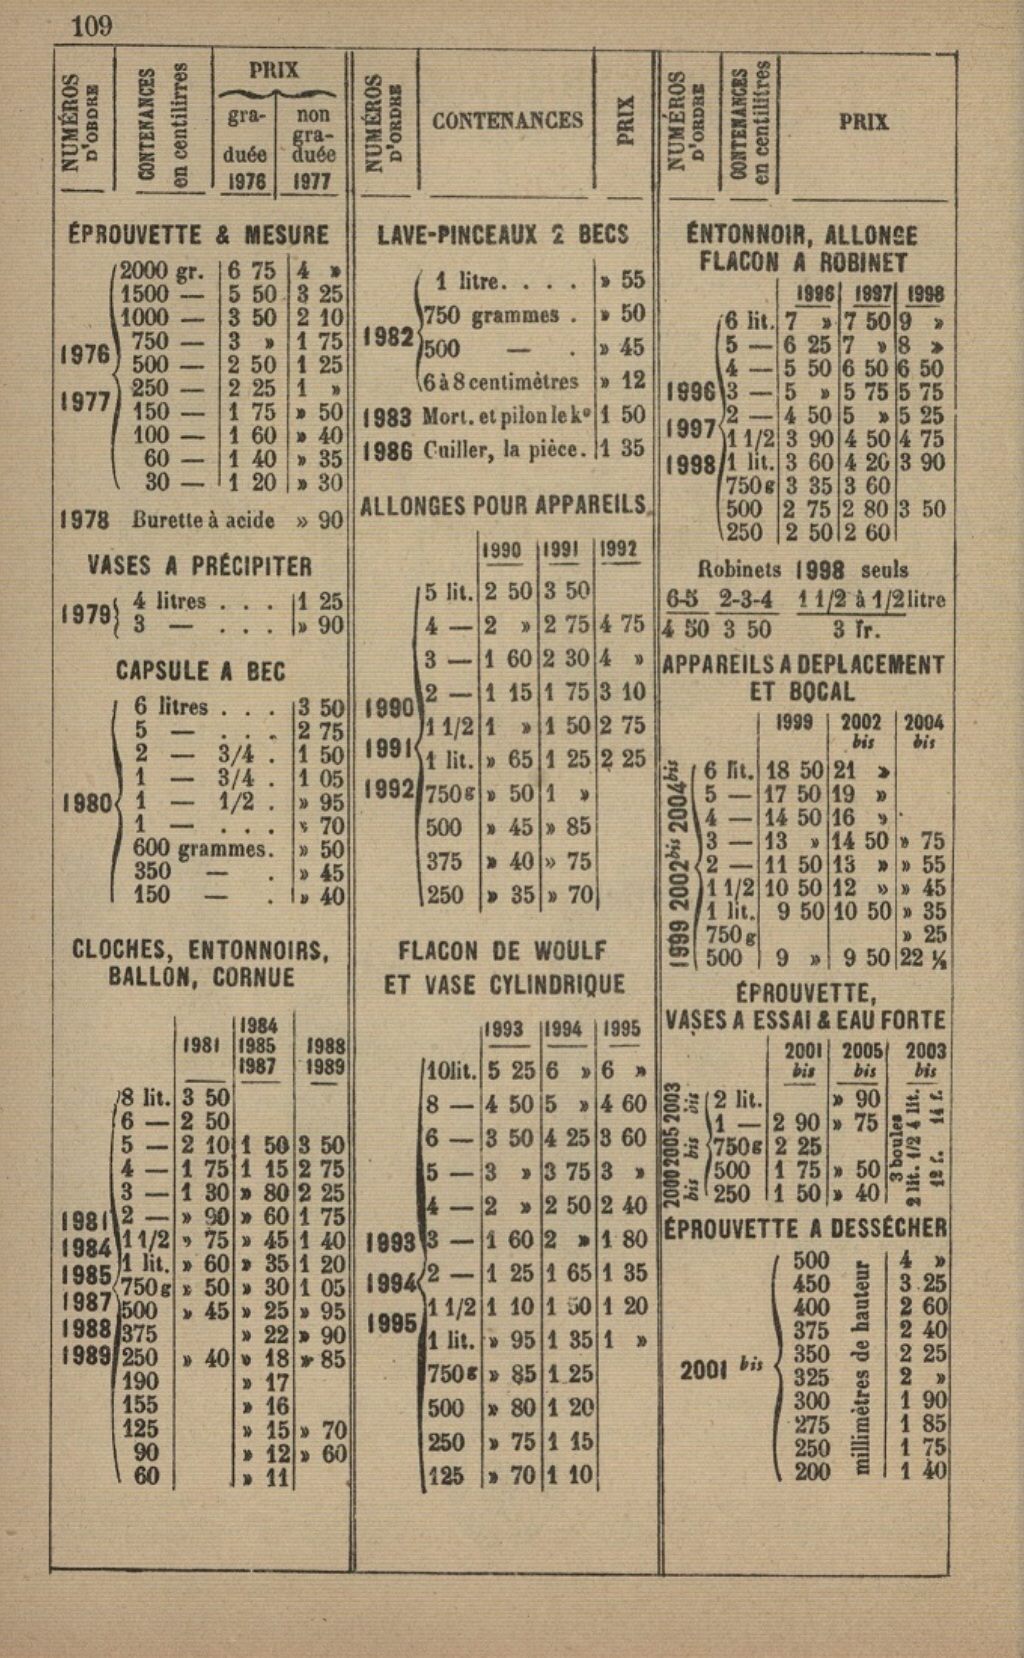 109
NUMÉROS D'ORDRE
CONTENANCES en centilirres
PRIX
graduée 1976
non graduée 1977
ÉPROUVETTE & MESURE
1976
1977
2000 gr. 6 75 4 »
1500 — 5 50 3 25
1000 — 3 50 2 10
750 — 3 » 1 75
500 — 2 50 1 25
250 — 2 25 1 »
150 — 1 75 » 50
100 — 1 60 » 40
60 — 1 40 » 35
30 — 1 20 » 30
1978 Burette à acide » 90
VASES A PRÉCIPITER
1979
4 litres . . . 1 25
3 — . . . » 90
CAPSULE A BEC
1980
6 litres . . . 3 50
5 — . . . 2 75
2 — 3/4 . 1 50
1 — 3/4 . 1 05
1 — 1/2 . » 95
1 — . . . » 70
600 grammes. » 50
350 — . » 45
150 — . » 40
CLOCHES, ENTONNOIRS,
BALLON, CORNUE
1981
1984 1985 1987
1988 1989
1981
1984
1985
1987
1988
1989
8 lit. 3 50
6 — 2 50
5 — 2 10 1 50 3 50
4 — 1 75 1 15 2 75
3 — 1 30 » 80 2 25
2 — » 90 » 60 1 75
1 1/2 » 75 » 45 1 40
1 lit. » 60 » 35 1 20
750 g » 50 » 30 1 05
500 » 45 » 25 » 95
375 » 22 » 90
250 » 40 » 18 » 85
190 » 17
155 » 16
125 » 15 » 70
90 » 12 » 60
60 » 11
NUMÉROS D'ORDRE
CONTENANCES
PRIX
LAVE-PINCEAUX 2 BECS
1982
1 litre. . . . » 55
750 grammes . » 50
500 — . » 45
6 à 8 centimètres » 12
1983 Mort. et pilon le kº 1 50
1986 Cuiller, la pièce. 1 35
ALLONGES POUR APPAREILS
1990 1991 1992
1990
1991
1992
5 lit. 2 50 3 50
4 — 2 » 2 75 4 75
3 — 1 60 2 30 4 »
2 — 1 15 1 75 3 10
1 1/2 1 » 1 50 2 75
1 lit. » 65 1 25 2 25
750 g » 50 1 »
500 » 45 » 85
375 » 40 » 75
250 » 35 » 70
FLACON DE WOULF
ET VASE CYLINDRIQUE
1993 1994 1995
1993
1994
1995
10 lit. 5 25 6 » 6 »
8 — 4 50 5 » 4 60
6 — 3 50 4 25 3 60
5 — 3 » 3 75 3 »
4 — 2 » 2 50 2 40
3 — 1 60 2 » 1 80
2 — 1 25 1 65 1 35
1 1/2 1 10 1 50 1 20
1 lit. » 95 1 35 1 »
750 g » 85 1 25
500 » 80 1 20
250 » 75 1 15
125 » 70 1 10
NUMÉROS D'ORDRE
CONTENANCES en centilitres
PRIX
ENTONNOIR, ALLONGE
FLACON A ROBINET
1996 1997 1998
1996
1997
1998
6 lit. 7 » 7 50 9 »
5 — 6 25 7 » 8 »
4 — 5 50 6 50 6 50
3 — 5 » 5 75 5 75
2 — 4 50 5 » 5 25
1 1/2 3 90 4 50 4 75
1 lit. 3 60 4 20 3 90
750 g 3 35 3 60
500 2 75 2 80 3 50
250 2 50 2 60
Robinets 1998 seuls
6-5 2-3-4 1 1/2 à 1/2 litre
4 50 3 50 3 fr.
APPAREILS A DEPLACEMENT
ET BOCAL
1999 2002 bis 2004 bis
1999 2002 bis 2004 bis
6 lit. 18 50 21 »
5 — 17 50 19 »
4 — 14 50 16 »
3 — 13 » 14 50 » 75
2 — 11 50 13 » » 55
1 1/2 10 50 12 » » 45
1 lit. 9 50 10 50 » 35
750 g » 25
500 9 » 9 50 22 ½
ÉPROUVETTE,
VASES A ESSAI & EAU FORTE
2001 bis 2005 bis 2003 bis
2000 bis 2005 bis 2003
2 lit. » 90
1 — 2 90 » 75
750 g 2 25
500 1 75 » 50
250 1 50 » 40
3 boules
2 lit. 1/2 4 lit.
12 f. 14 f.
ÉPROUVETTE A DESSÉCHER
2001 bis
millimètres de hauteur
500 4 »
450 3 25
400 2 60
375 2 40
350 2 25
325 2 »
300 1 90
275 1 85
250 1 75
200 1 40